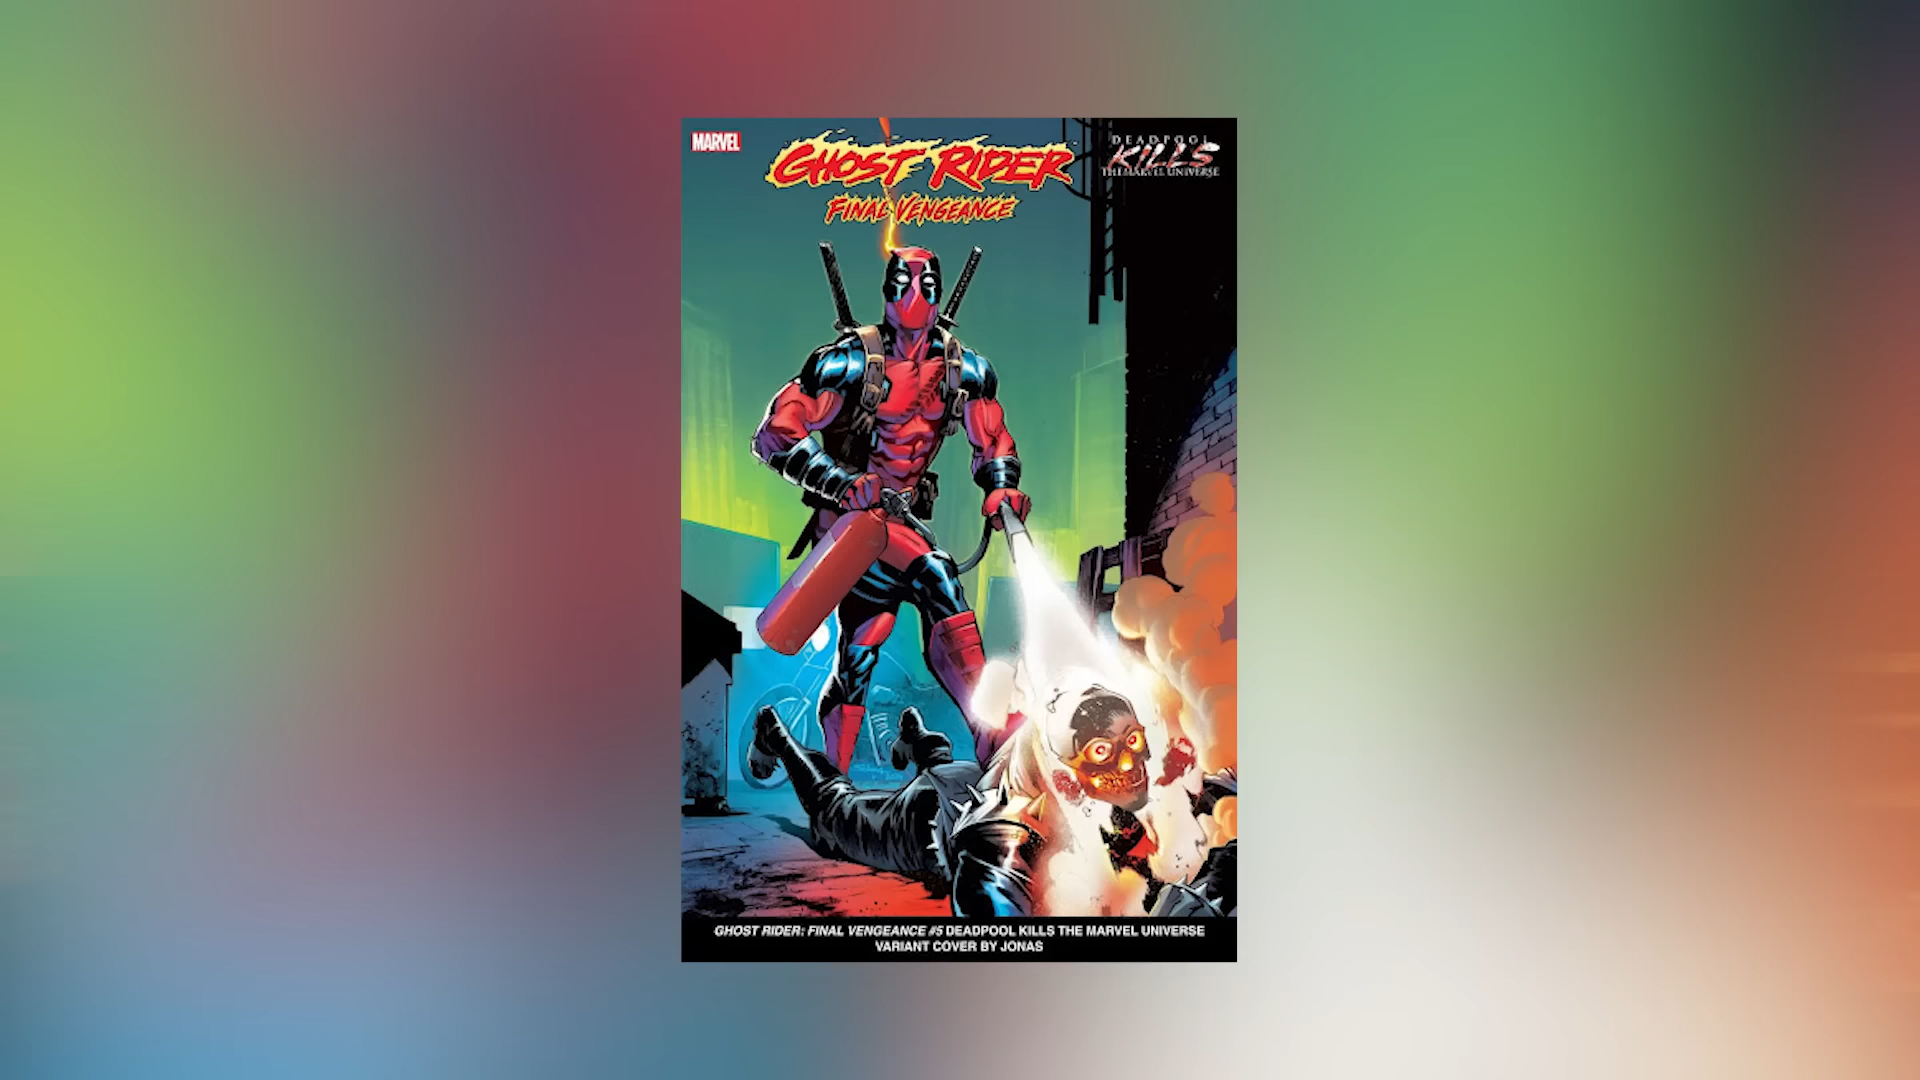 MARVEL
GHOST RIDER
FINAL VENGEANCE
DEADPOOL
KILLS
THE MARVEL UNIVERSE
GHOST RIDER: FINAL VENGEANCE #5 DEADPOOL KILLS THE MARVEL UNIVERSE
VARIANT COVER BY JONAS